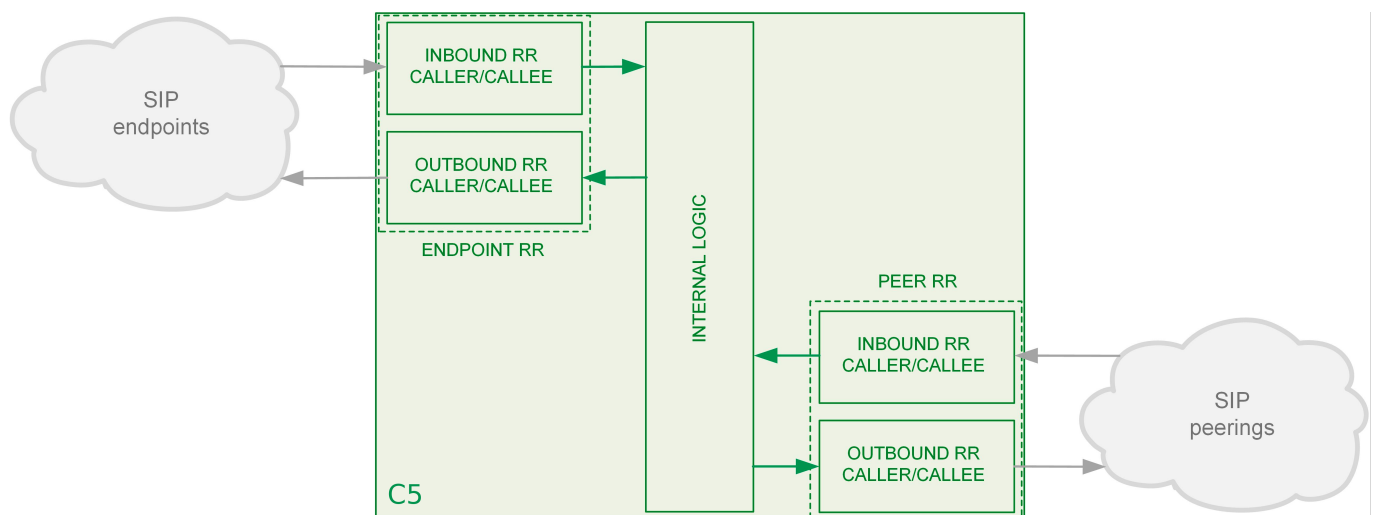 INBOUND RR
CALLER/CALLEE
SIP
endpoints
OUTBOUND RR
CALLER/CALLEE
ENDPOINT RR
INTERNAL LOGIC
PEER RR
INBOUND RR
CALLER/CALLEE
SIP
peerings
OUTBOUND RR
CALLER/CALLEE
C5